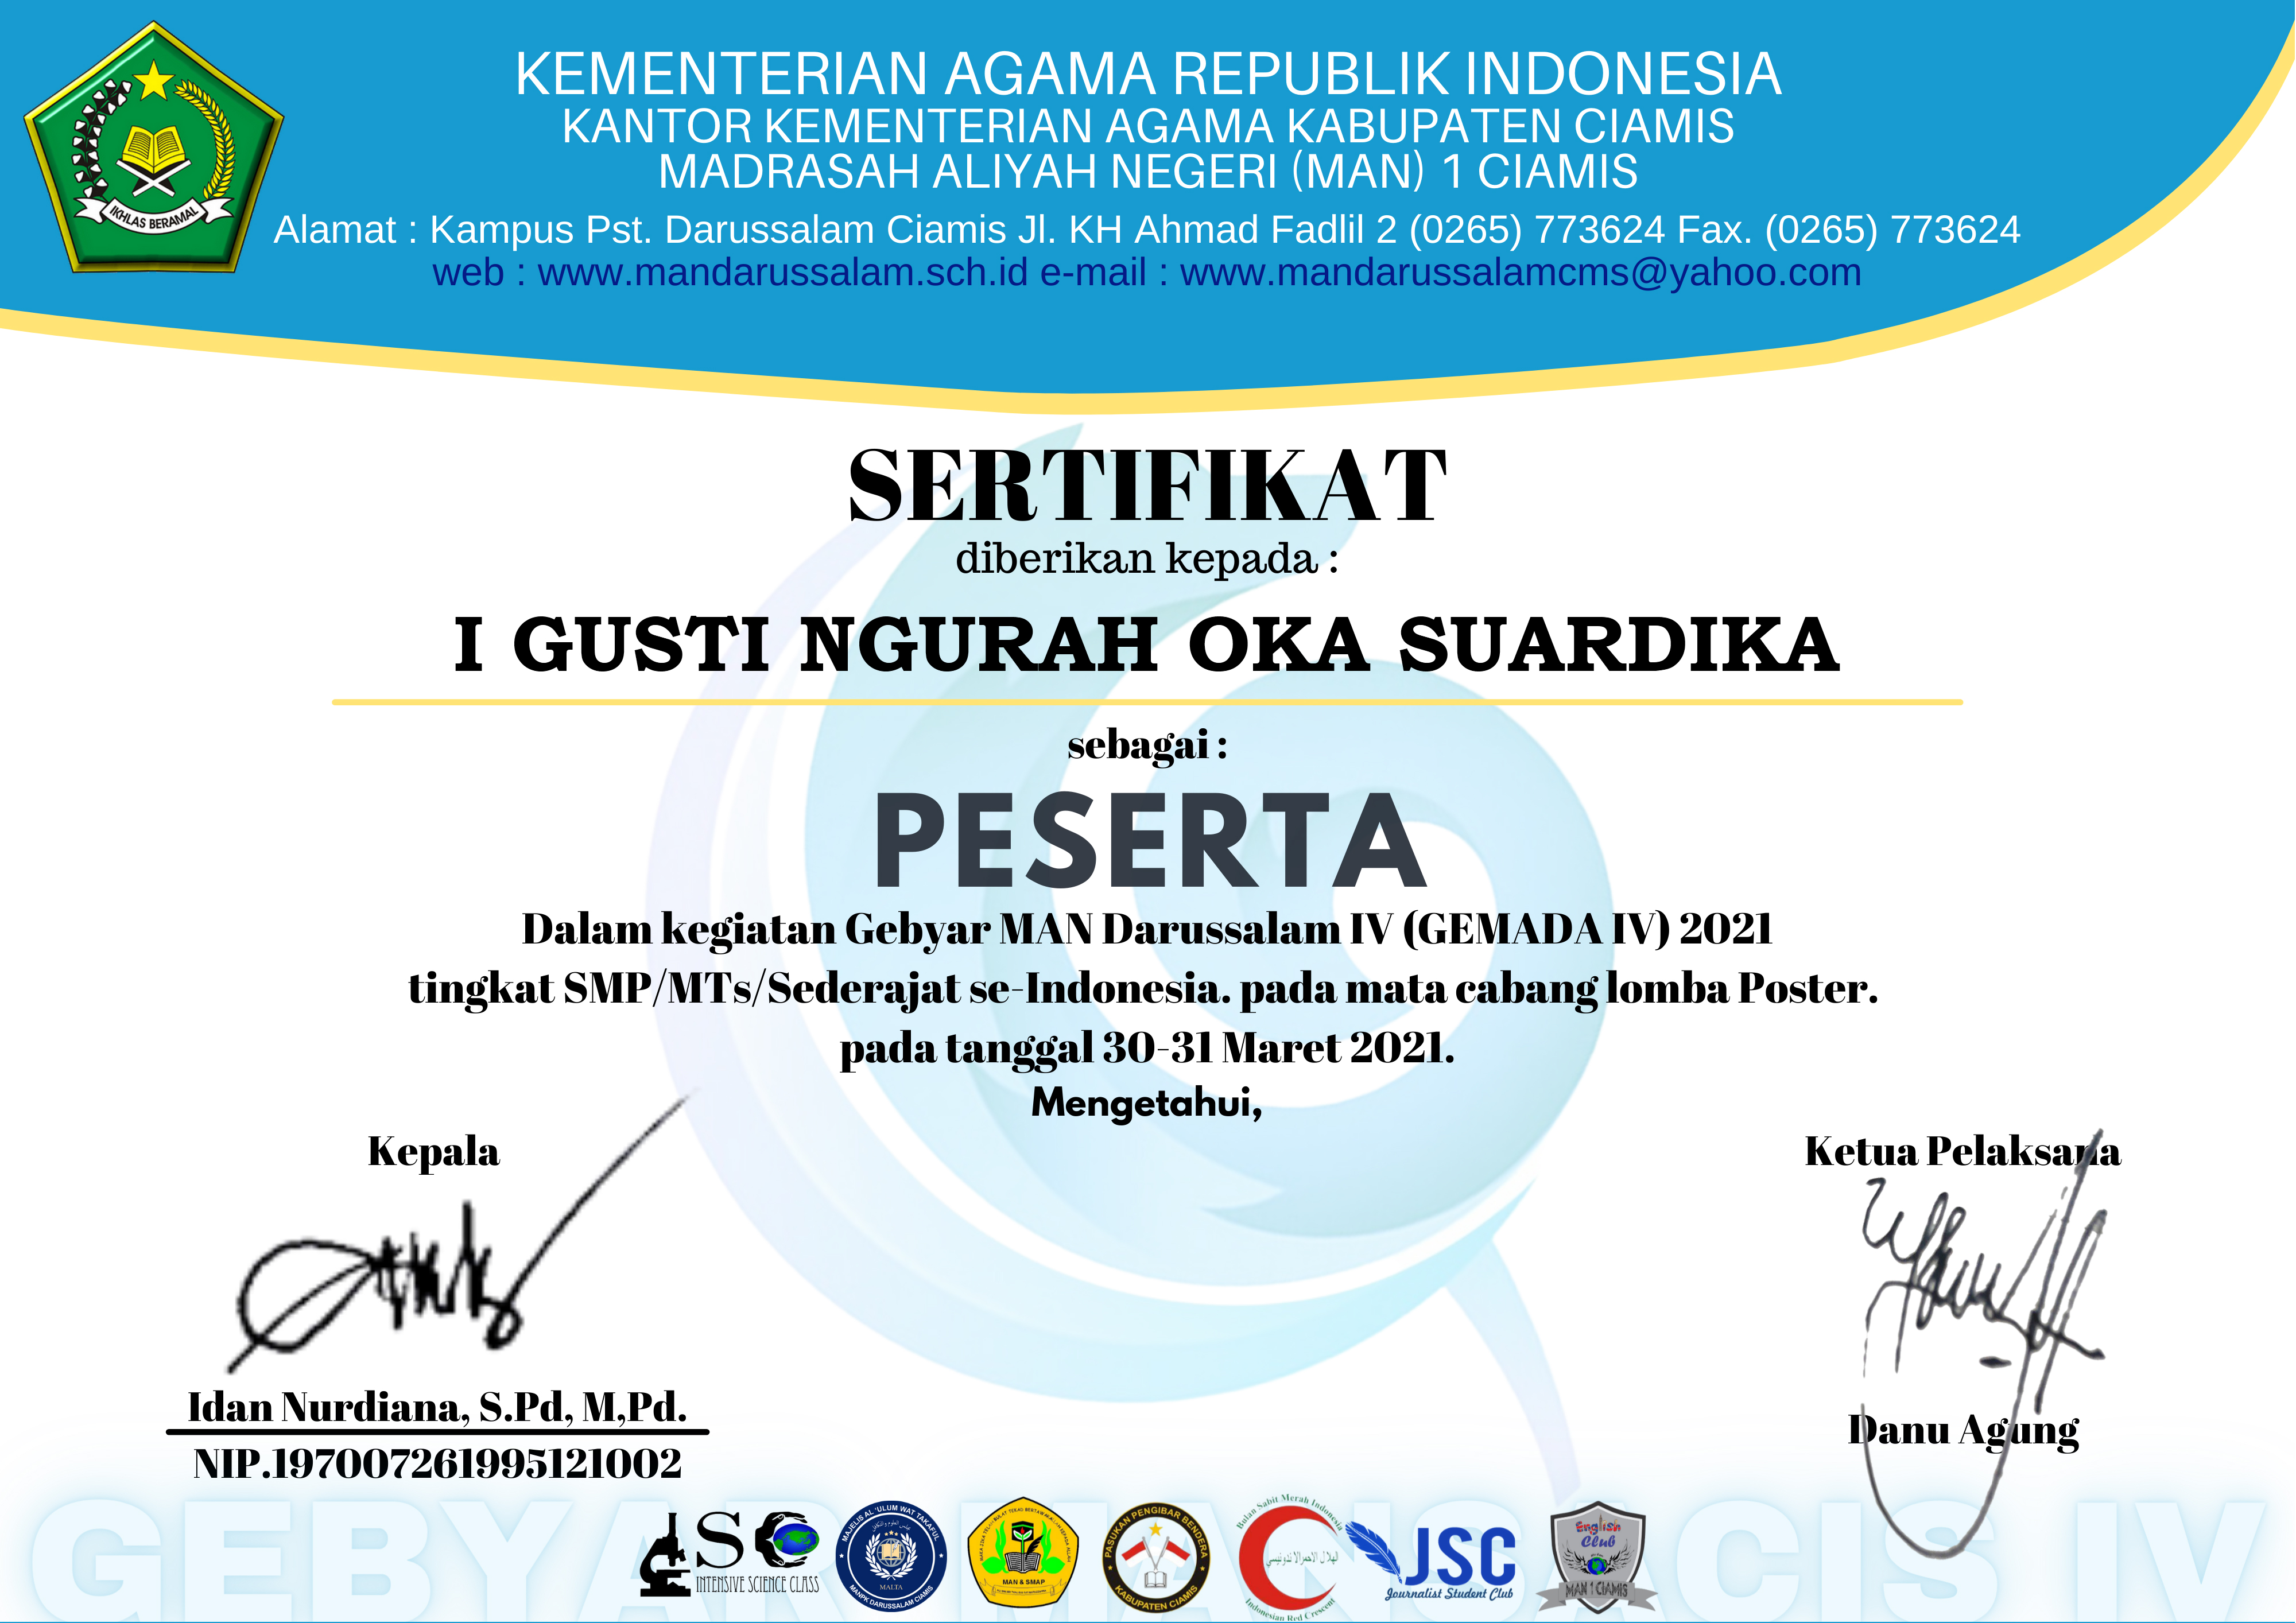 KEMENTERIAN AGAMA REPUBLIK INDONESIA
KANTOR KEMENTERIAN AGAMA KABUPATEN CIAMIS
MADRASAH ALIYAH NEGERI (MAN) 1 CIAMIS
Alamat : Kampus Pst. Darussalam Ciamis Jl. KH Ahmad Fadlil 2 (0265) 773624 Fax. (0265) 773624
web : www.mandarussalam.sch.id e-mail : www.mandarussalamcms@yahoo.com
IKHLAS BERAMAL
SERTIFIKAT
diberikan kepada :
I GUSTI NGURAH OKA SUARDIKA
sebagai :
PESERTA
Dalam kegiatan Gebyar MAN Darussalam IV (GEMADA IV) 2021
tingkat SMP/MTs/Sederajat se-Indonesia. pada mata cabang lomba Poster.
pada tanggal 30-31 Maret 2021.
Mengetahui,
Kepala
Ketua Pelaksana
Idan Nurdiana, S.Pd, M,Pd.
NIP.197007261995121002
Danu Agung
GEBYAR MANSACIS IV
ISC
INTENSIVE SCIENCE CLASS
MAJELIS AL 'ULUM WAT TAKAFUL
MALTA
MANPK DARUSSALAM CIAMIS
MAN & SMAP
PASUKAN PENGIBAR BENDERA
KABUPATEN CIAMIS
Bulan Sabit Merah Indonesia
الهلال الاحمر الاندونيسي
Indonesian Red Crescent
JSC
Journalist Student Club
English
Club
MAN 1 CIAMIS